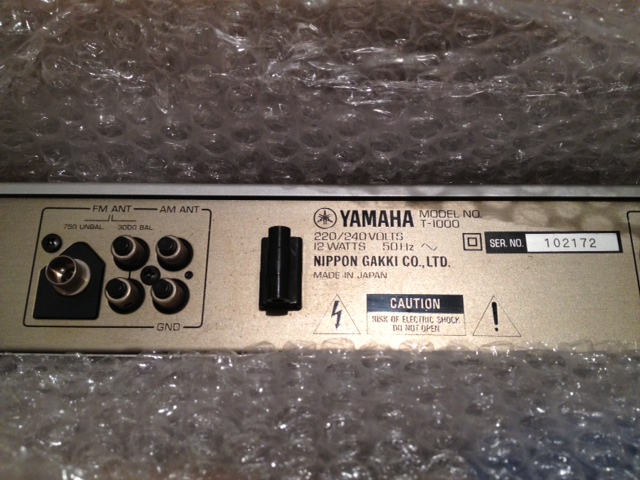 FM ANT
AM ANT
75Ω UNBAL
300Ω BAL
GND
YAMAHA
MODEL NO.
T-1000
220/240VOLTS
12 WATTS 50Hz ~
NIPPON GAKKI CO., LTD.
MADE IN JAPAN
SER. NO. 102172
CAUTION
RISK OF ELECTRIC SHOCK
DO NOT OPEN